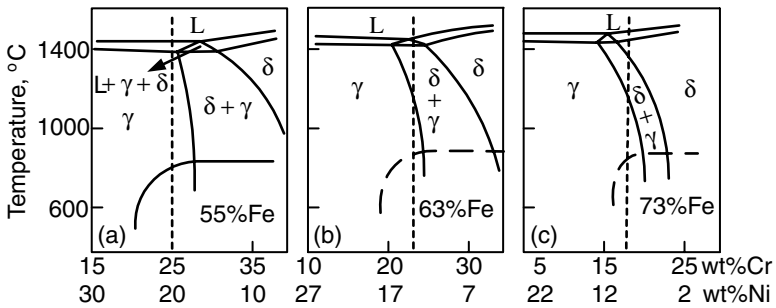 Temperature, °C
1400
1000
600
L
L+ γ + δ
γ
δ + γ
δ
(a)
55%Fe
15 25 35
30 20 10
L
γ
δ
+
γ
δ
(b)
63%Fe
10 20 30
27 17 7
L
γ
δ + γ
δ
(c)
73%Fe
5 15 25 wt%Cr
22 12 2 wt%Ni